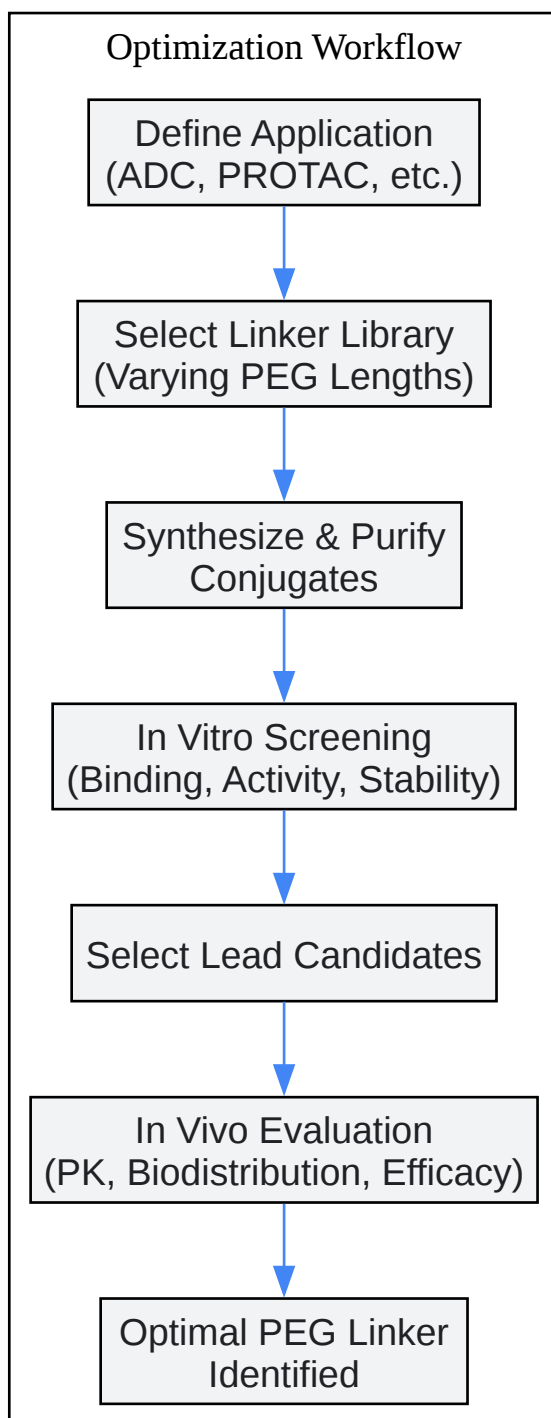 Optimization Workflow
Define Application
(ADC, PROTAC, etc.)
Select Linker Library
(Varying PEG Lengths)
Synthesize & Purify
Conjugates
In Vitro Screening
(Binding, Activity, Stability)
Select Lead Candidates
In Vivo Evaluation
(PK, Biodistribution, Efficacy)
Optimal PEG Linker
Identified